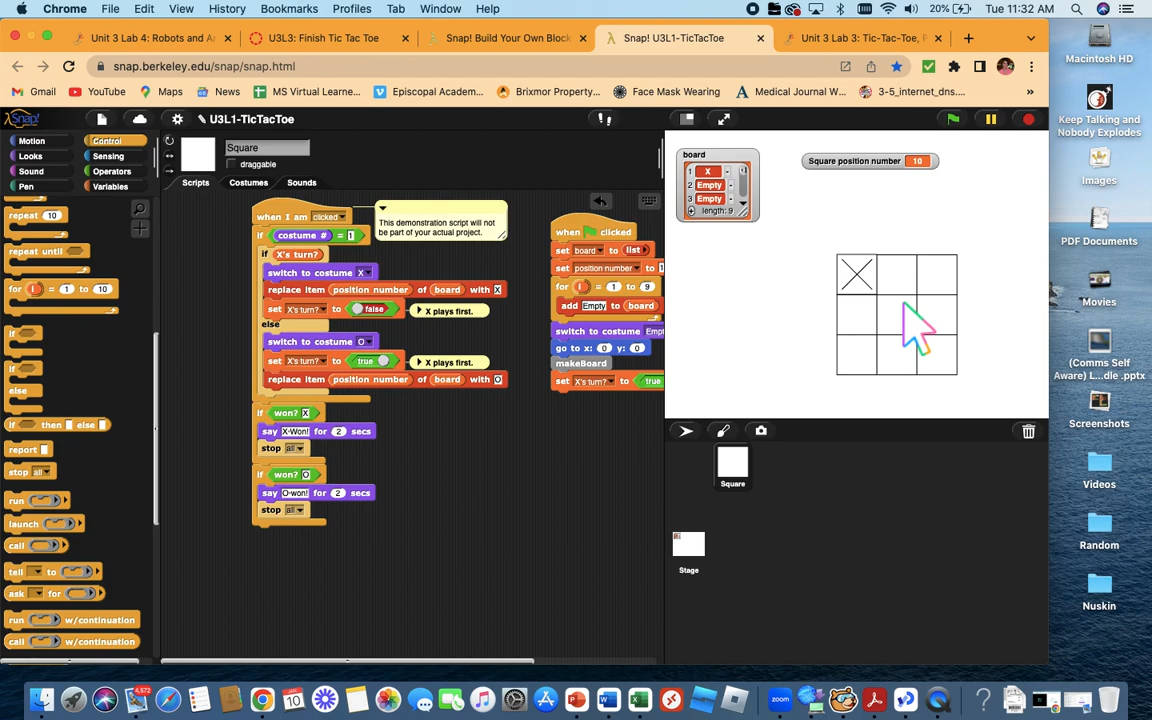 Chrome File Edit View History Bookmarks Profiles Tab Window Help 20% Tue 11:32 AM
Unit 3 Lab 4: Robots and Ar U3L3: Finish Tic Tac Toe Snap! Build Your Own Block Snap! U3L1-TicTacToe Unit 3 Lab 3: Tic-Tac-Toe, P
snap.berkeley.edu/snap/snap.html
Gmail YouTube Maps News MS Virtual Learne... Episcopal Academ... Brixmor Property... Face Mask Wearing Medical Journal W... 3-5_internet_dns.... »
Snap! U3L1-TicTacToe
Motion Control
Looks Sensing
Sound Operators
Pen Variables
Square
draggable
Scripts Costumes Sounds
repeat 10
repeat until
for i = 1 to 10
if
if
else
if then else
report
stop all
run
launch
call
tell to
ask for
run w/continuation
call w/continuation
when I am clicked
This demonstration script will not
be part of your actual project.
if costume # = 1
if X's turn?
switch to costume X
replace item position number of board with X
set X's turn? to false
X plays first.
else
switch to costume O
set X's turn? to true
X plays first.
replace item position number of board with O
if won? X
say X-Won! for 2 secs
stop all
if won? O
say O-won! for 2 secs
stop all
when clicked
set board to list
set position number to 1
for i = 1 to 9
add Empty to board
switch to costume Emp
go to x: 0 y: 0
makeBoard
set X's turn? to true
board
1 X
2 Empty
3 Empty
+ length: 9
Square position number 10
Square
Stage
Macintosh HD
Keep Talking and
Nobody Explodes
Images
PDF Documents
Movies
(Comms Self
Aware) L...dle .pptx
Screenshots
Videos
Random
Nuskin
4,572
JAN
10
zoom